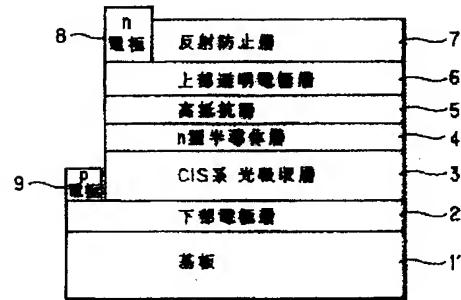 8
n
電極
反射防止層
7
上部透明電極層
6
高抵抗層
5
n型半導体層
4
9
p
電極
CIS系 光吸収層
3
下部電極層
2
基板
1